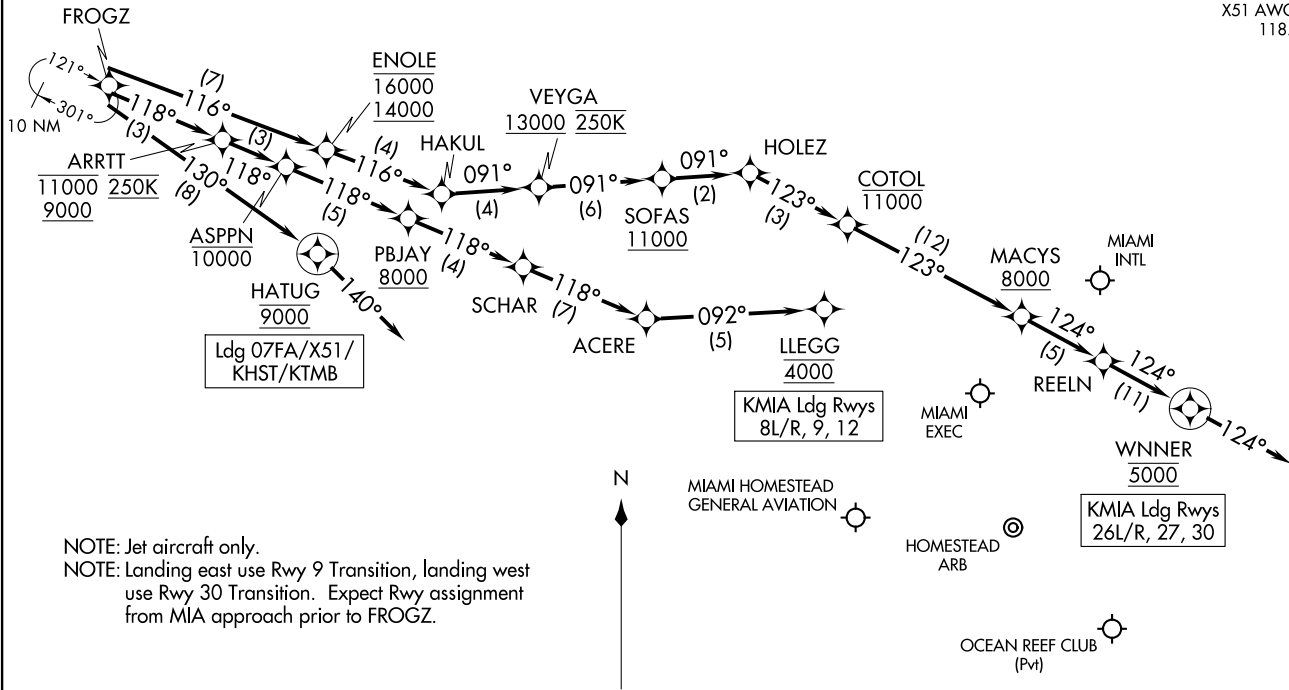 X51 AWO
118.
FROGZ
121°
301°
10 NM
(7)
116°
118°
(3)
130°
(8)
ENOLE
16000
14000
(3)
118°
ARRTT
11000 250K
9000
ASPPN
10000
(4)
116°
HAKUL
118°
(5)
PBJAY
8000
091°
(4)
VEYGA
13000 250K
091°
(6)
SOFAS
11000
091°
(2)
HOLEZ
123°
(3)
COTOL
11000
(12)
123°
MACYS
8000
MIAMI
INTL
124°
(5)
REELN
124°
(11)
WNNER
5000
124°
KMIA Ldg Rwys
26L/R, 27, 30
118°
(4)
SCHAR
118°
(7)
ACERE
092°
(5)
LLEGG
4000
KMIA Ldg Rwys
8L/R, 9, 12
HATUG
9000
140°
Ldg 07FA/X51/
KHST/KTMB
MIAMI
EXEC
N
MIAMI HOMESTEAD
GENERAL AVIATION
HOMESTEAD
ARB
OCEAN REEF CLUB
(Pvt)
NOTE: Jet aircraft only.
NOTE: Landing east use Rwy 9 Transition, landing west
use Rwy 30 Transition. Expect Rwy assignment
from MIA approach prior to FROGZ.